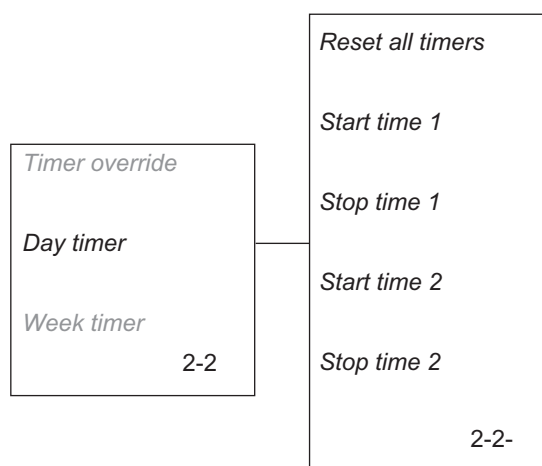 Timer override
Day timer
Week timer
2-2
Reset all timers
Start time 1
Stop time 1
Start time 2
Stop time 2
2-2-